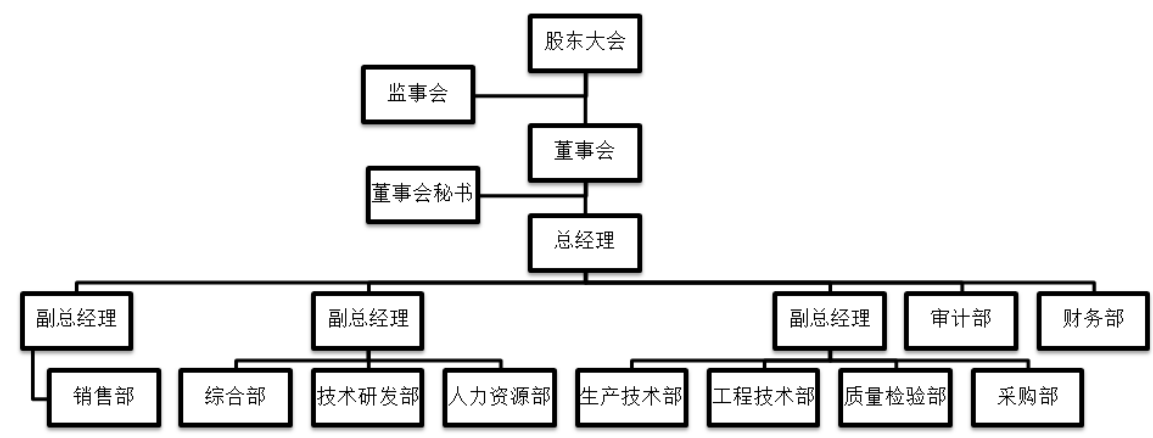 股东大会
监事会
董事会
董事会秘书
总经理
副总经理
副总经理
副总经理
审计部
财务部
销售部
综合部
技术研发部
人力资源部
生产技术部
工程技术部
质量检验部
采购部